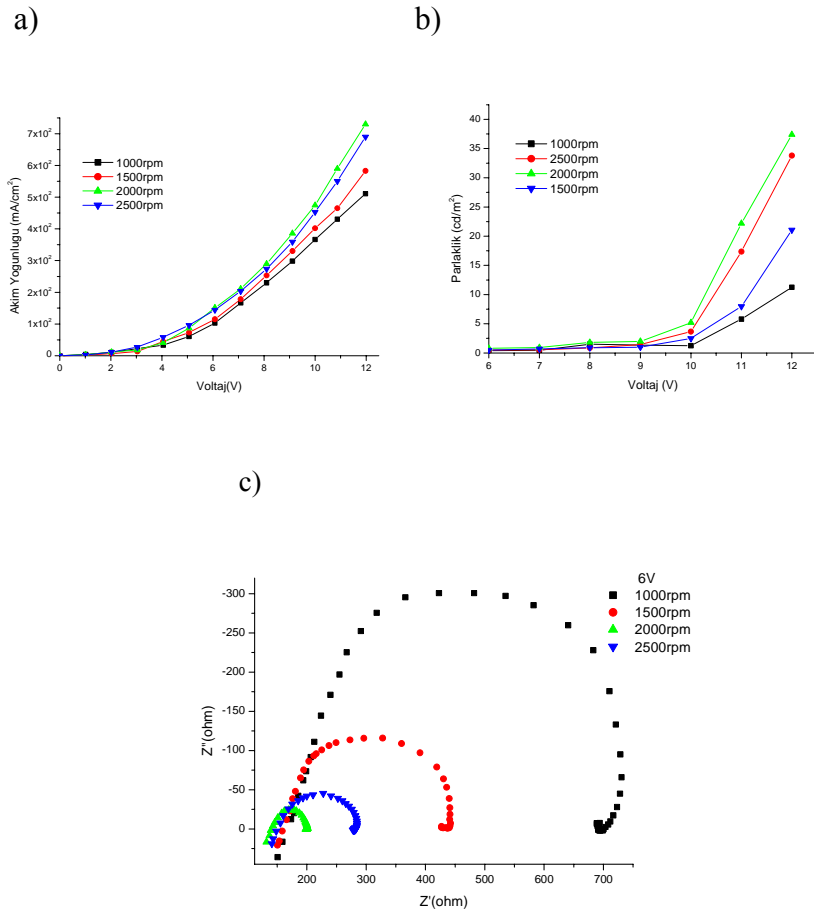 a)
b)
Akim Yogunlugu (mA/cm²)
7x10²
6x10²
5x10²
4x10²
3x10²
2x10²
1x10²
0
0 2 4 6 8 10 12
Voltaj(V)
1000rpm
1500rpm
2000rpm
2500rpm
Parlaklik (cd/m²)
40
35
30
25
20
15
10
5
0
6 7 8 9 10 11 12
Voltaj (V)
1000rpm
2500rpm
2000rpm
1500rpm
c)
Z''(ohm)
-300
-250
-200
-150
-100
-50
0
200 300 400 500 600 700
Z'(ohm)
6V
1000rpm
1500rpm
2000rpm
2500rpm